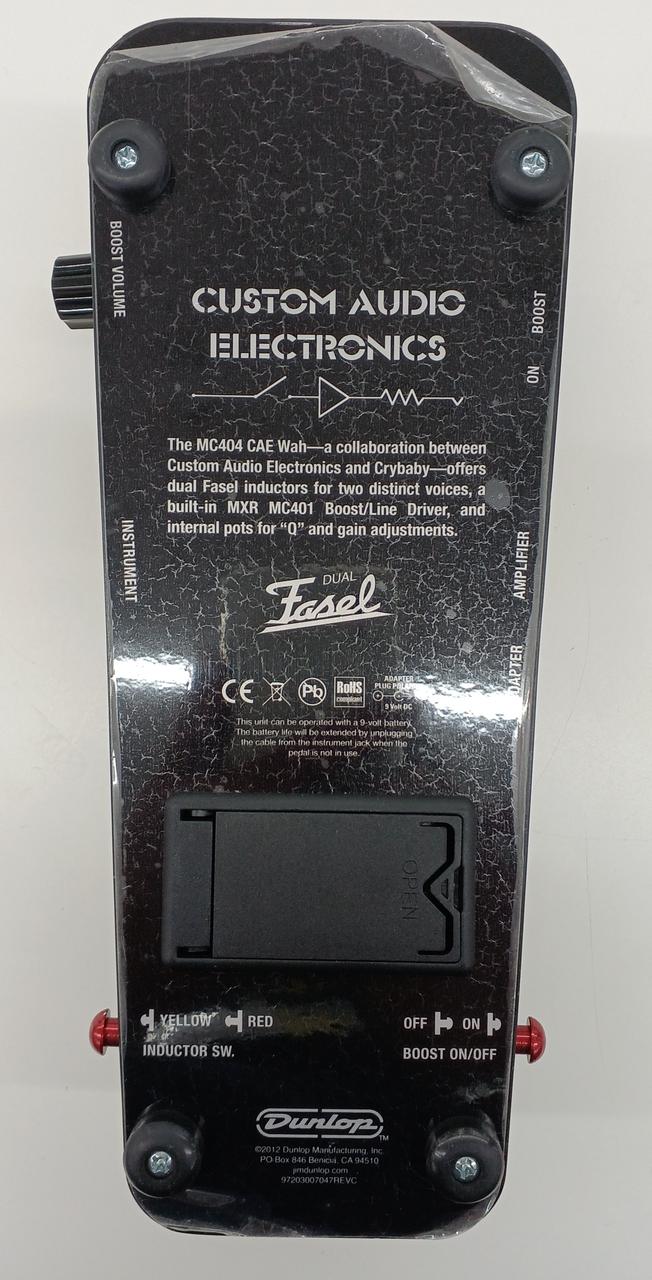 BOOST VOLUME
BOOST
ON
CUSTOM AUDIO
ELECTRONICS
The MC404 CAE Wah—a collaboration between
Custom Audio Electronics and Crybaby—offers
dual Fasel inductors for two distinct voices, a
built-in MXR MC401 Boost/Line Driver, and
internal pots for “Q” and gain adjustments.
INSTRUMENT
AMPLIFIER
DUAL
Fasel
CE
Pb
RoHS
compliant
ADAPTER
PLUG
9 Volt DC
This unit can be operated with a 9-volt battery.
The battery life will be extended by unplugging
the cable from the instrument jack when the
pedal is not in use.
OPEN
YELLOW RED
INDUCTOR SW.
OFF ON
BOOST ON/OFF
Dunlop TM
©2012 Dunlop Manufacturing, Inc.
PO Box 846 Benicia, CA 94510
jimdunlop.com
97203007047REVC